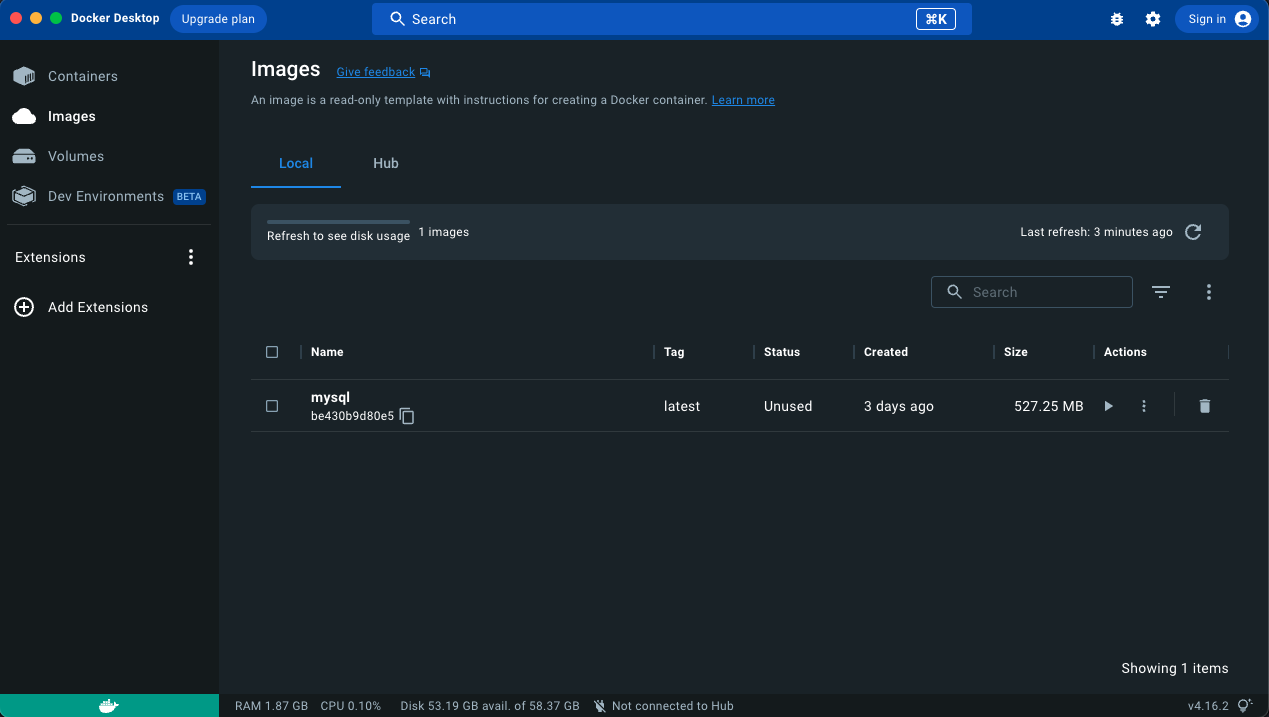 Docker Desktop Upgrade plan Search ⌘K Sign in
Containers
Images
Volumes
Dev Environments BETA
Extensions
Add Extensions
Images Give feedback
An image is a read-only template with instructions for creating a Docker container. Learn more
Local Hub
Refresh to see disk usage 1 images Last refresh: 3 minutes ago
Search
Name Tag Status Created Size Actions
mysql
be430b9d80e5 latest Unused 3 days ago 527.25 MB
Showing 1 items
RAM 1.87 GB CPU 0.10% Disk 53.19 GB avail. of 58.37 GB Not connected to Hub v4.16.2